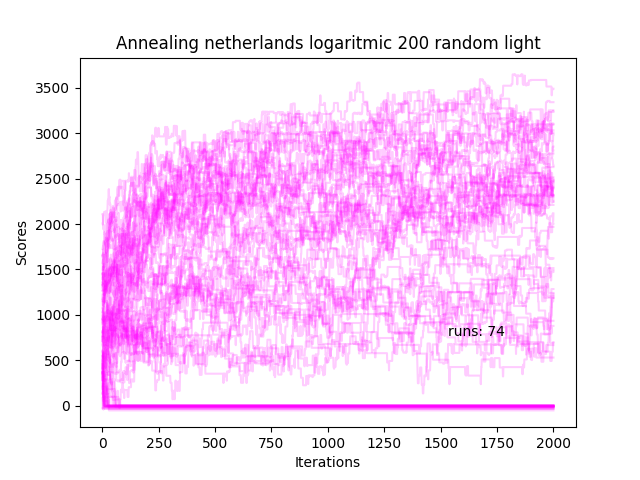 Annealing netherlands logaritmic 200 random light
3500
3000
2500
2000
1500
1000
500
0
Scores
runs: 74
0 250 500 750 1000 1250 1500 1750 2000
Iterations